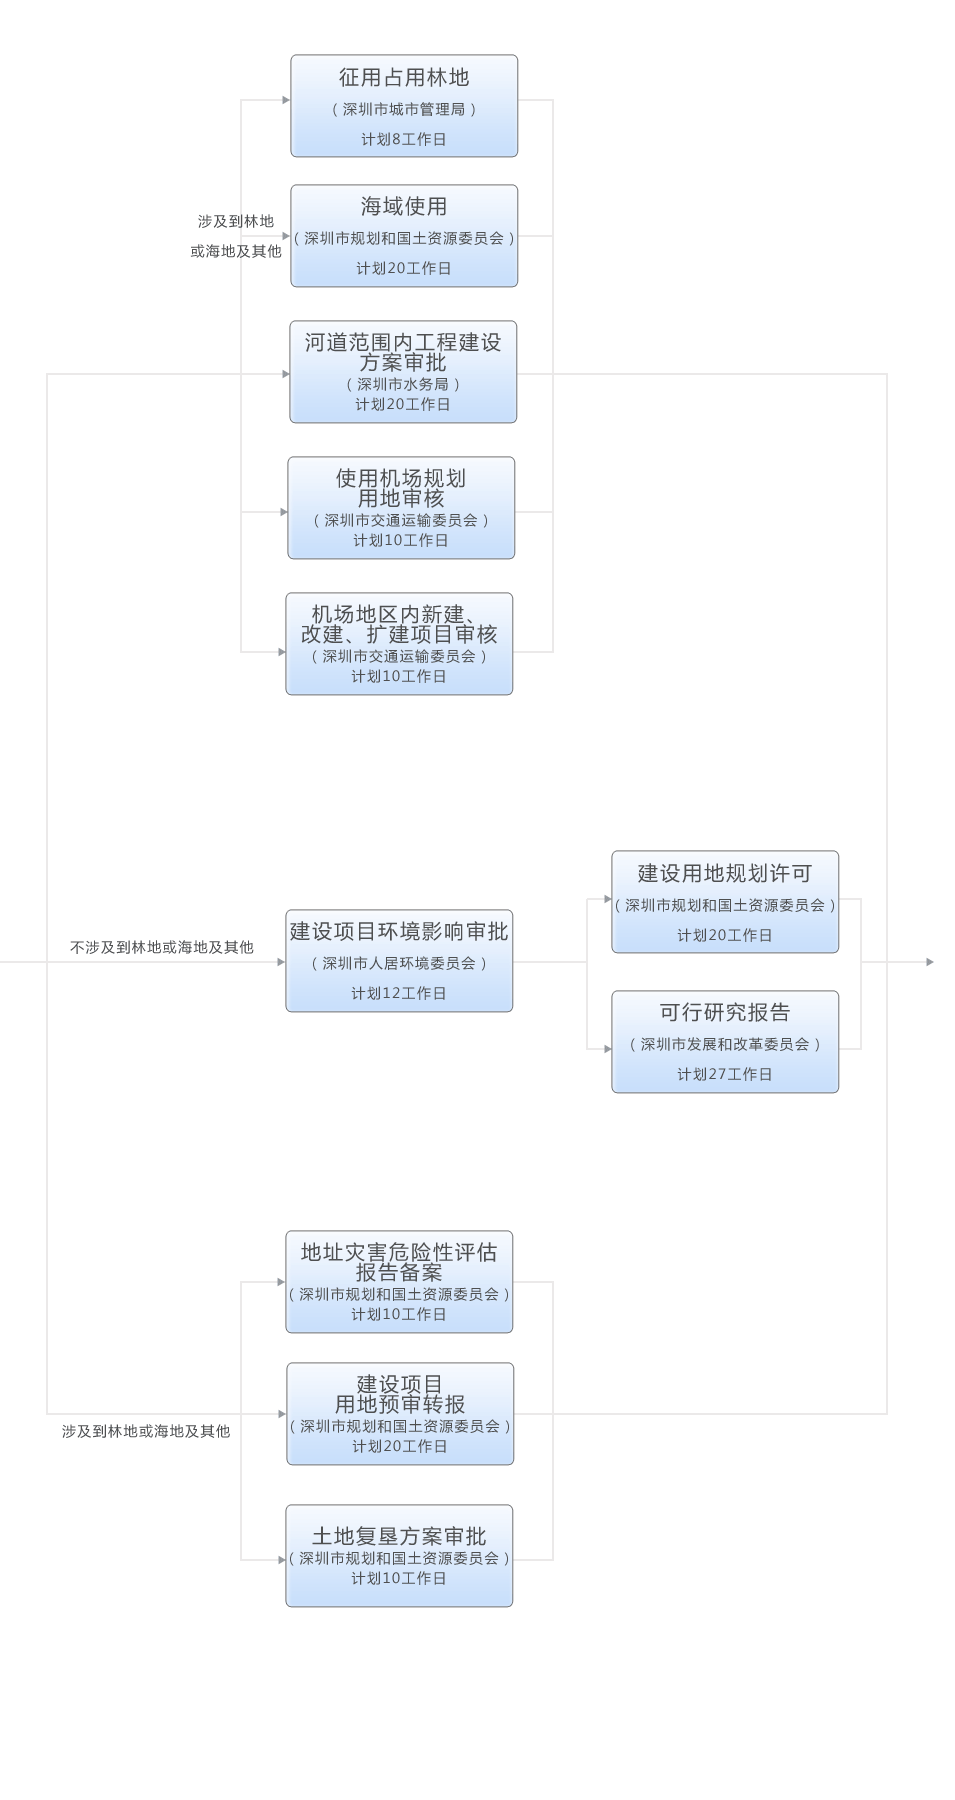 征用占用林地
（深圳市城市管理局）
计划8工作日
涉及到林地
或海地及其他
海域使用
（深圳市规划和国土资源委员会）
计划20工作日
河道范围内工程建设
方案审批
（深圳市水务局）
计划20工作日
使用机场规划
用地审核
（深圳市交通运输委员会）
计划10工作日
机场地区内新建、
改建、扩建项目审核
（深圳市交通运输委员会）
计划10工作日
不涉及到林地或海地及其他
建设项目环境影响审批
（深圳市人居环境委员会）
计划12工作日
建设用地规划许可
（深圳市规划和国土资源委员会）
计划20工作日
可行研究报告
（深圳市发展和改革委员会）
计划27工作日
地址灾害危险性评估
报告备案
（深圳市规划和国土资源委员会）
计划10工作日
涉及到林地或海地及其他
建设项目
用地预审转报
（深圳市规划和国土资源委员会）
计划20工作日
土地复垦方案审批
（深圳市规划和国土资源委员会）
计划10工作日